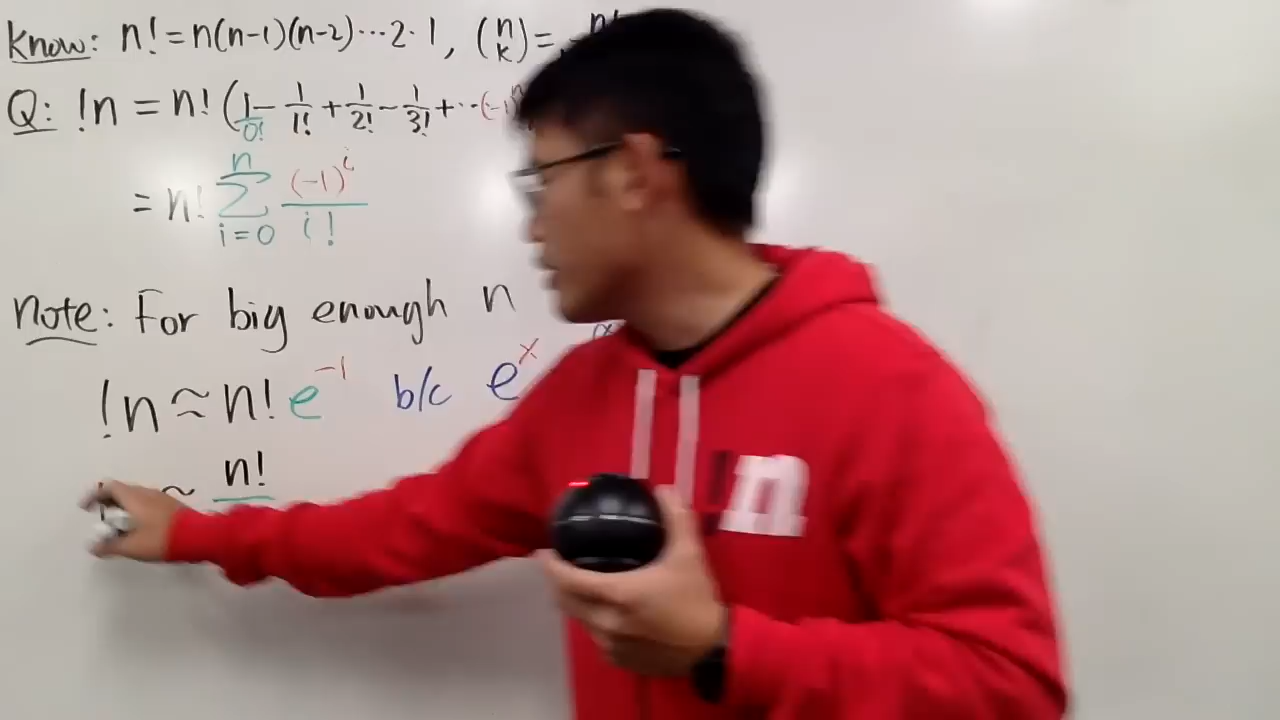 Know: n! = n(n-1)(n-2)···2·1, (n k) = n!
Q: !n = n! (1/0! - 1/1! + 1/2! - 1/3! + ··· (-1)^n
= n! Σ_{i=0}^{n} (-1)^i / i!
note: For big enough n
!n ≈ n! e^{-1} b/c e^x
≈ n!
n